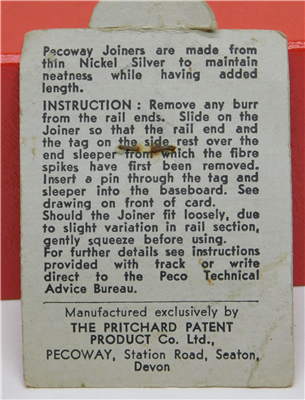 Pecoway Joiners are made from
thin Nickel Silver to maintain
neatness while having added
length.
INSTRUCTION : Remove any burr
from the rail ends. Slide on the
Joiner so that the rail end and
the tag on the side rest over the
end sleeper from which the fibre
spikes have first been removed.
Insert a pin through the tag and
sleeper into the baseboard. See
drawing on front of card.
Should the Joiner fit loosely, due
to slight variation in rail section,
gently squeeze before using.
For further details see instructions
provided with track or write
direct to the Peco Technical
Advice Bureau.
Manufactured exclusively by
THE PRITCHARD PATENT
PRODUCT Co. Ltd.,
PECOWAY, Station Road, Seaton,
Devon